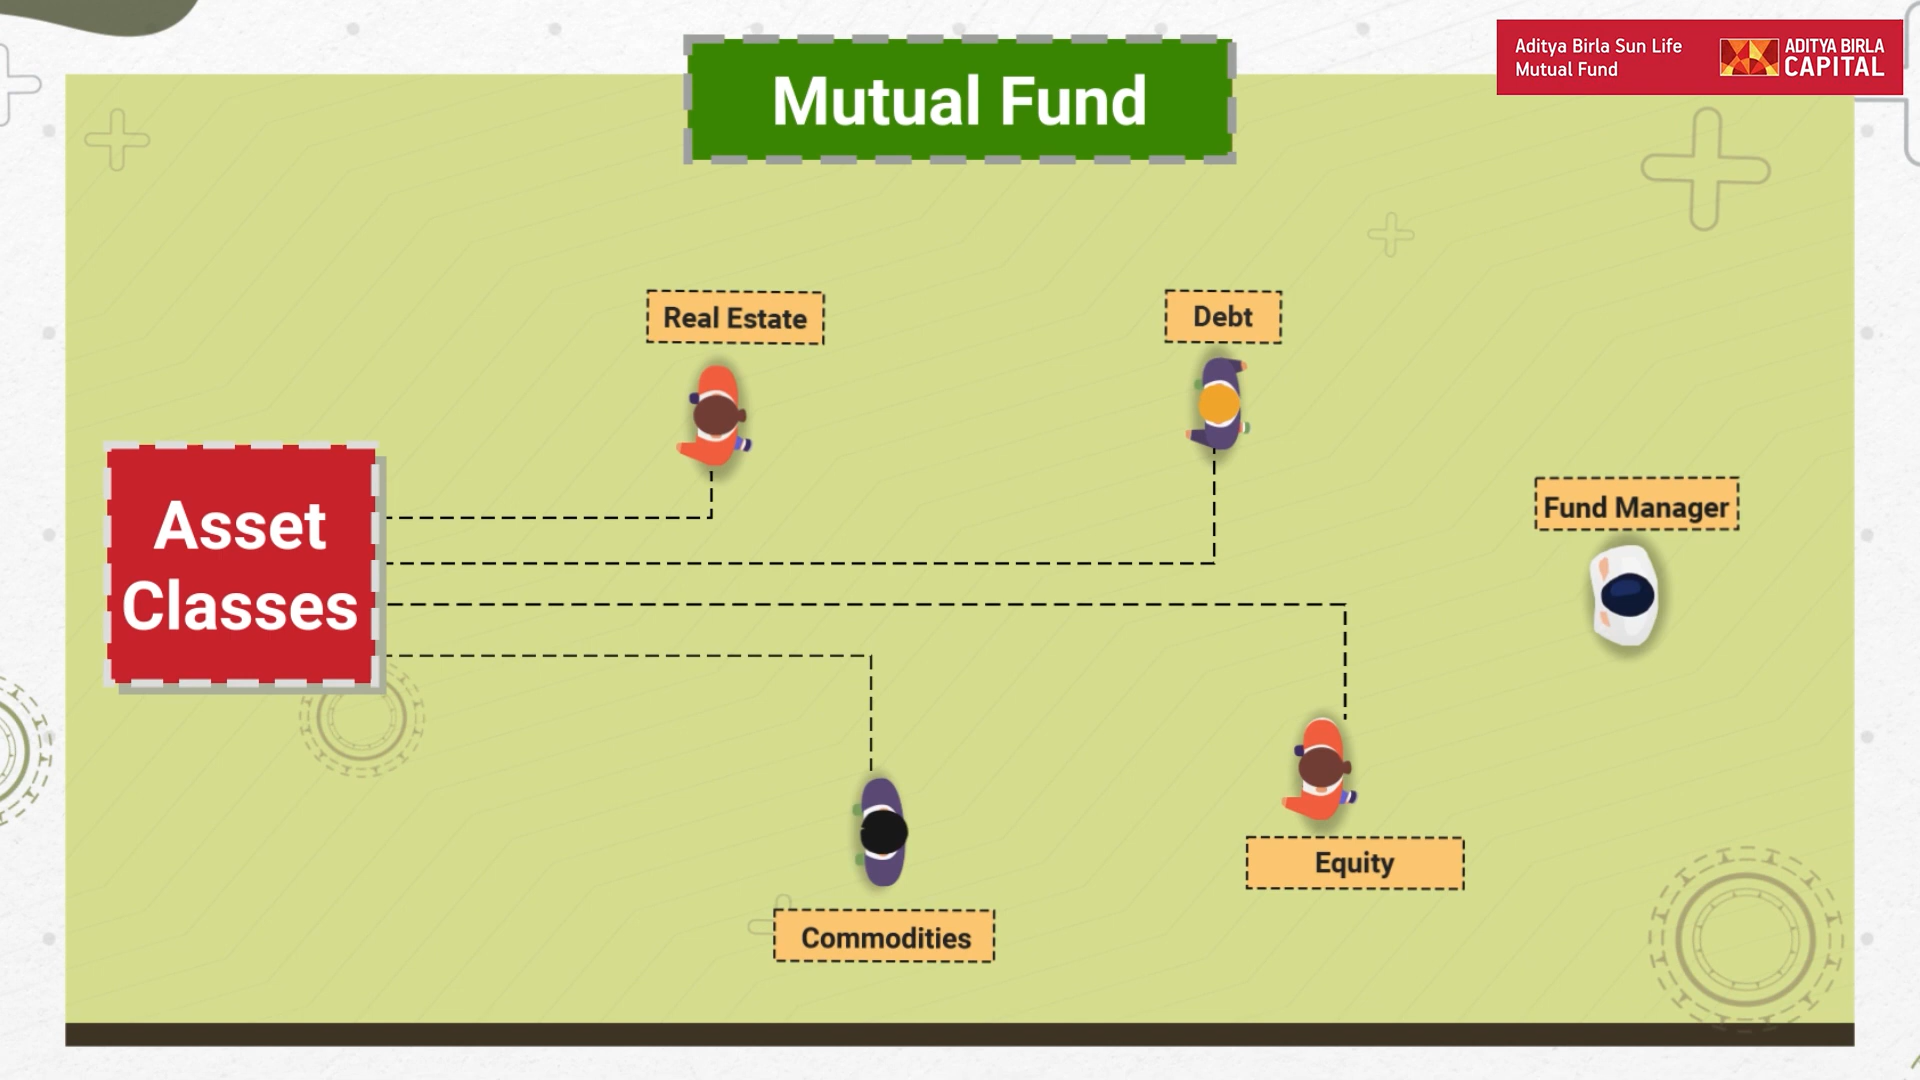 Mutual Fund
Aditya Birla Sun Life
Mutual Fund
ADITYA BIRLA
CAPITAL
Real Estate
Debt
Asset
Classes
Fund Manager
Equity
Commodities